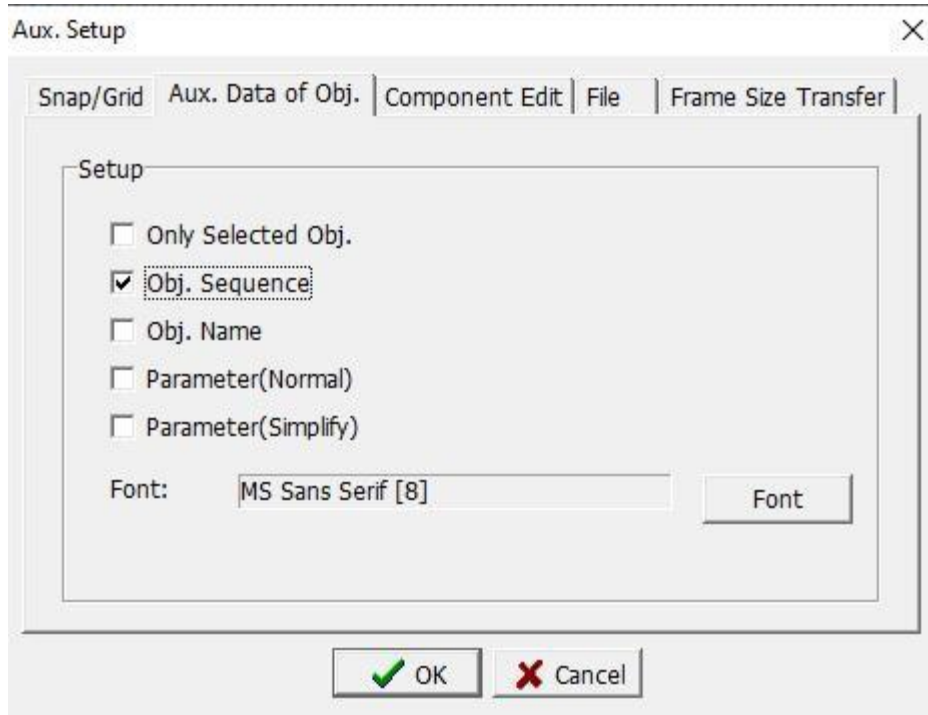 Aux. Setup
Snap/Grid Aux. Data of Obj. Component Edit File Frame Size Transfer
Setup
Only Selected Obj.
Obj. Sequence
Obj. Name
Parameter(Normal)
Parameter(Simplify)
Font: MS Sans Serif [8] Font
OK Cancel